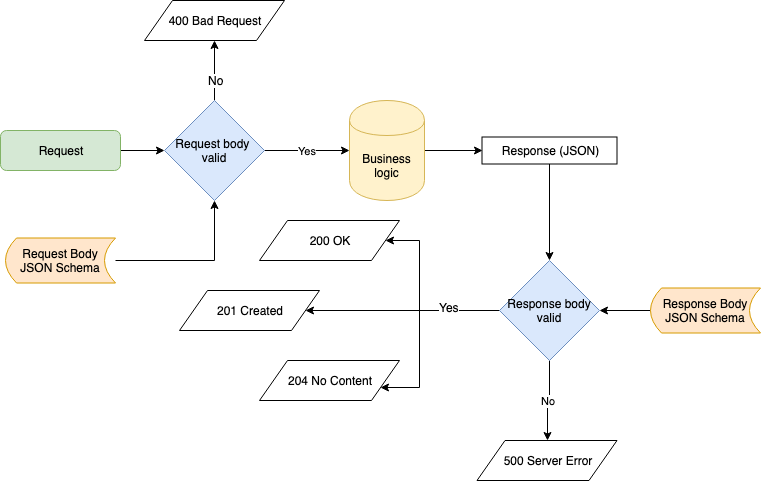 400 Bad Request
No
Request
Request body
valid
Yes
Business
logic
Response (JSON)
Request Body
JSON Schema
200 OK
201 Created
Yes
Response body
valid
Response Body
JSON Schema
204 No Content
No
500 Server Error